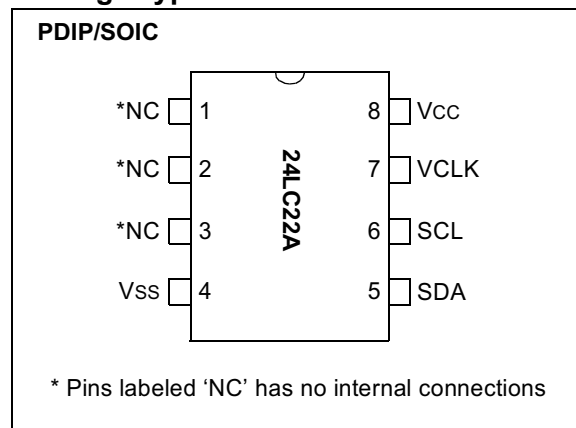 PDIP/SOIC
*NC 1 8 VCC
*NC 2 7 VCLK
*NC 3 6 SCL
VSS 4 5 SDA
24LC22A
* Pins labeled ‘NC’ has no internal connections